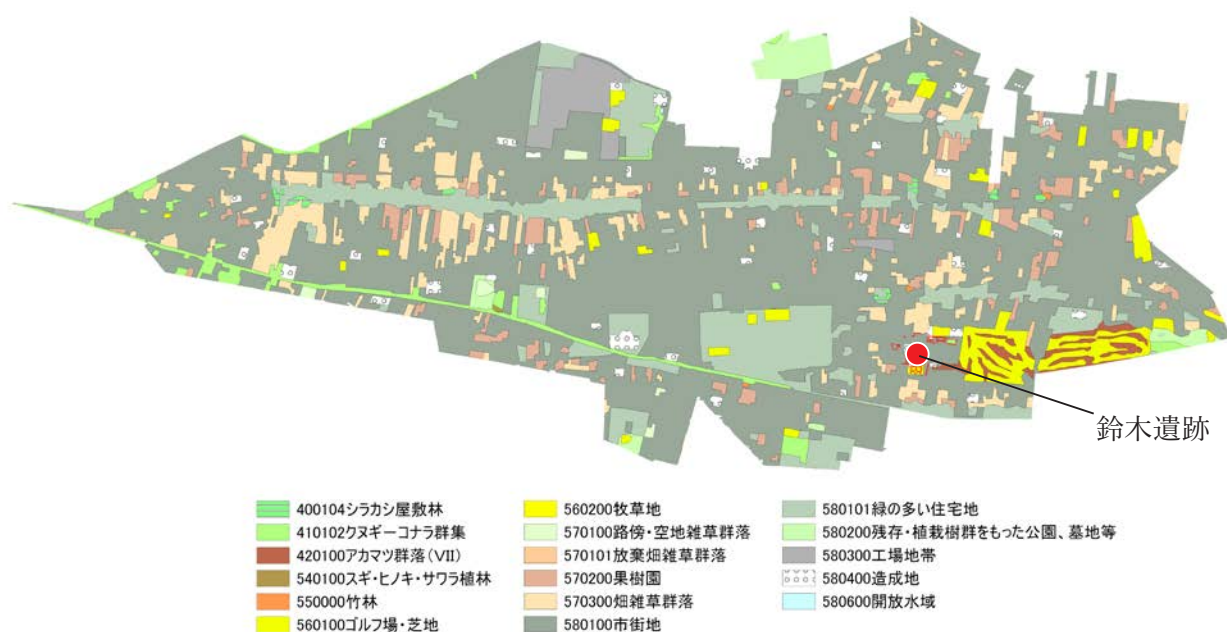 鈴木遺跡
400104シラカシ屋敷林
410102クヌギーコナラ群集
420100アカマツ群落(Ⅶ)
540100スギ・ヒノキ・サワラ植林
550000竹林
560100ゴルフ場・芝地
560200牧草地
570100路傍・空地雑草群落
570101放棄畑雑草群落
570200果樹園
570300畑雑草群落
580100市街地
580101緑の多い住宅地
580200残存・植栽樹群をもった公園、墓地等
580300工場地帯
580400造成地
580600開放水域